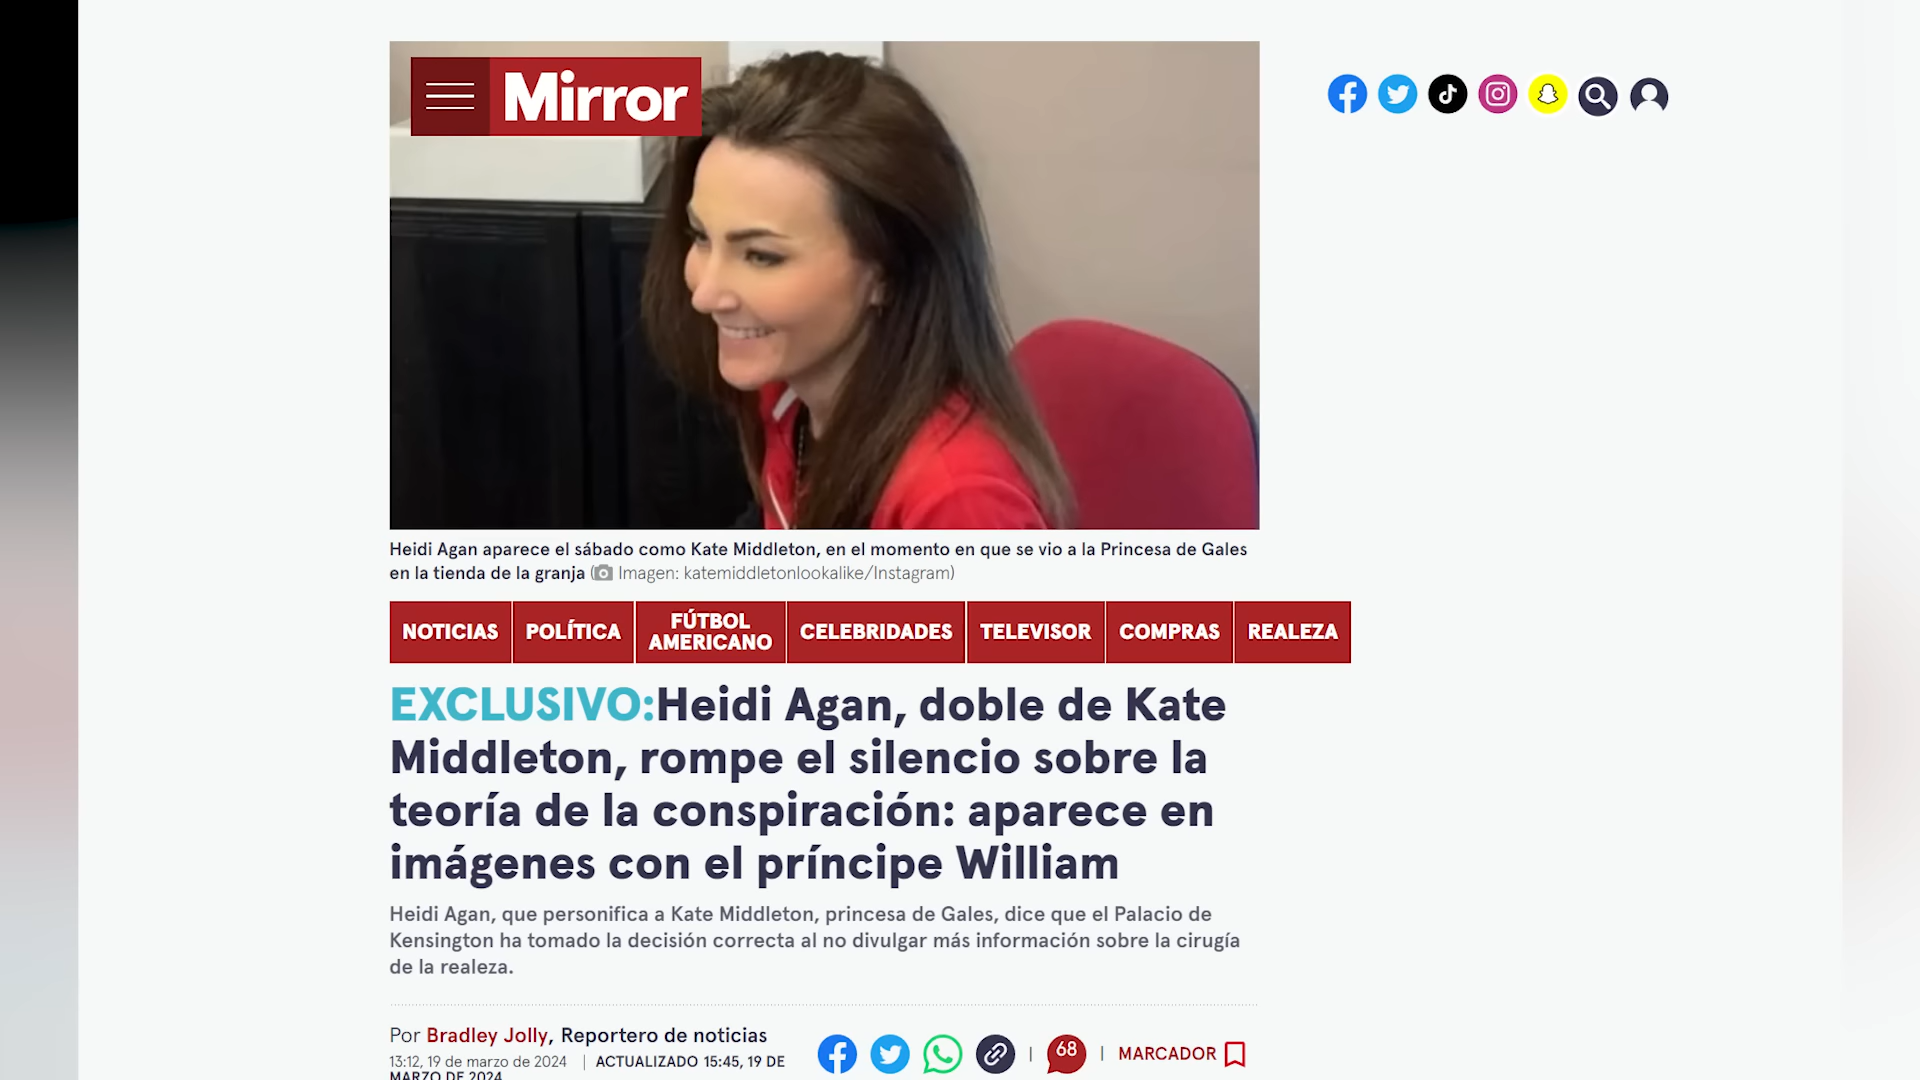 Mirror
Heidi Agan aparece el sábado como Kate Middleton, en el momento en que se vio a la Princesa de Gales
en la tienda de la granja (Imagen: katemiddletonlookalike/Instagram)
NOTICIAS
POLÍTICA
FÚTBOL
AMERICANO
CELEBRIDADES
TELEVISOR
COMPRAS
REALEZA
EXCLUSIVO:Heidi Agan, doble de Kate
Middleton, rompe el silencio sobre la
teoría de la conspiración: aparece en
imágenes con el príncipe William
Heidi Agan, que personifica a Kate Middleton, princesa de Gales, dice que el Palacio de
Kensington ha tomado la decisión correcta al no divulgar más información sobre la cirugía
de la realeza.
Por Bradley Jolly, Reportero de noticias
13:12, 19 de marzo de 2024 | ACTUALIZADO 15:45, 19 DE
MARZO DE 2024
68
MARCADOR